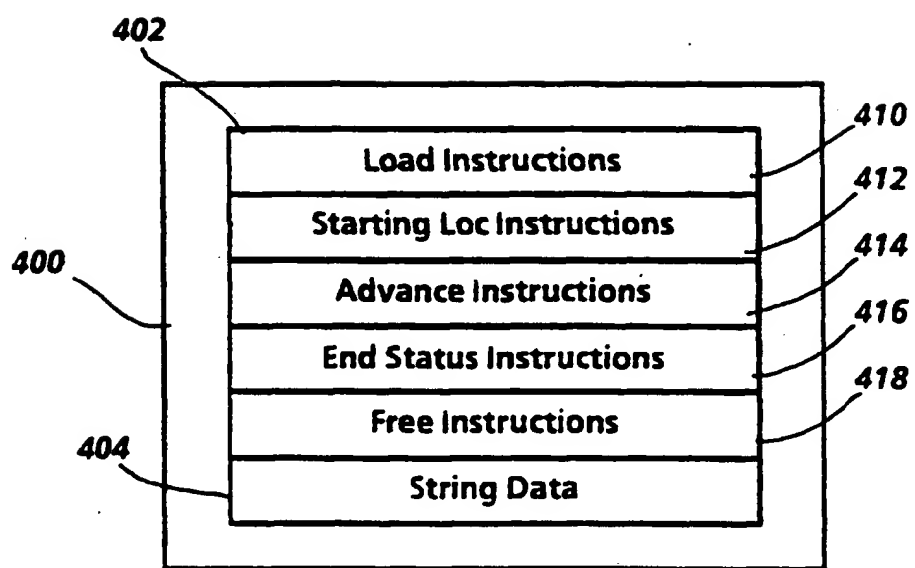 402
Load Instructions
410
Starting Loc Instructions
412
400
Advance Instructions
414
End Status Instructions
416
Free Instructions
418
404
String Data